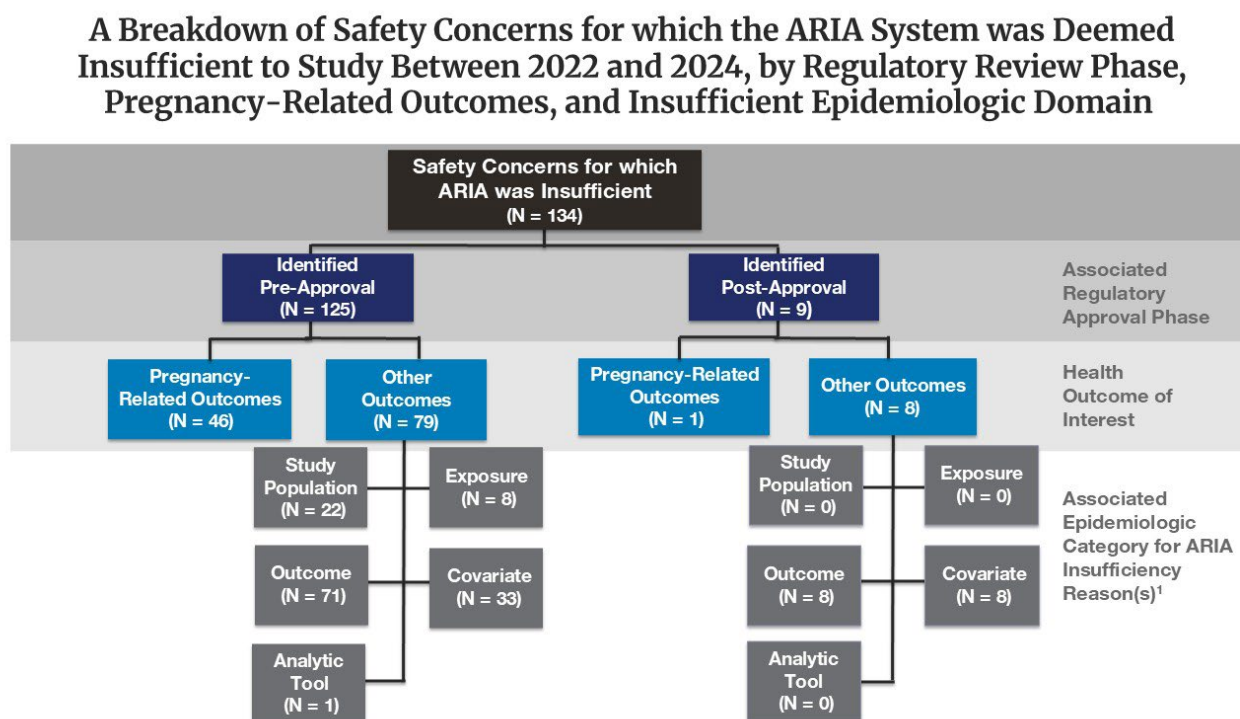 A Breakdown of Safety Concerns for which the ARIA System was Deemed
Insufficient to Study Between 2022 and 2024, by Regulatory Review Phase,
Pregnancy-Related Outcomes, and Insufficient Epidemiologic Domain
Safety Concerns for which
ARIA was Insufficient
(N = 134)
Identified
Pre-Approval
(N = 125)
Identified
Post-Approval
(N = 9)
Associated
Regulatory
Approval Phase
Pregnancy-
Related Outcomes
(N = 46)
Other
Outcomes
(N = 79)
Pregnancy-Related
Outcomes
(N = 1)
Other Outcomes
(N = 8)
Health
Outcome of
Interest
Study
Population
(N = 22)
Exposure
(N = 8)
Study
Population
(N = 0)
Exposure
(N = 0)
Outcome
(N = 71)
Covariate
(N = 33)
Outcome
(N = 8)
Covariate
(N = 8)
Associated
Epidemiologic
Category for ARIA
Insufficiency
Reason(s)¹
Analytic
Tool
(N = 1)
Analytic
Tool
(N = 0)